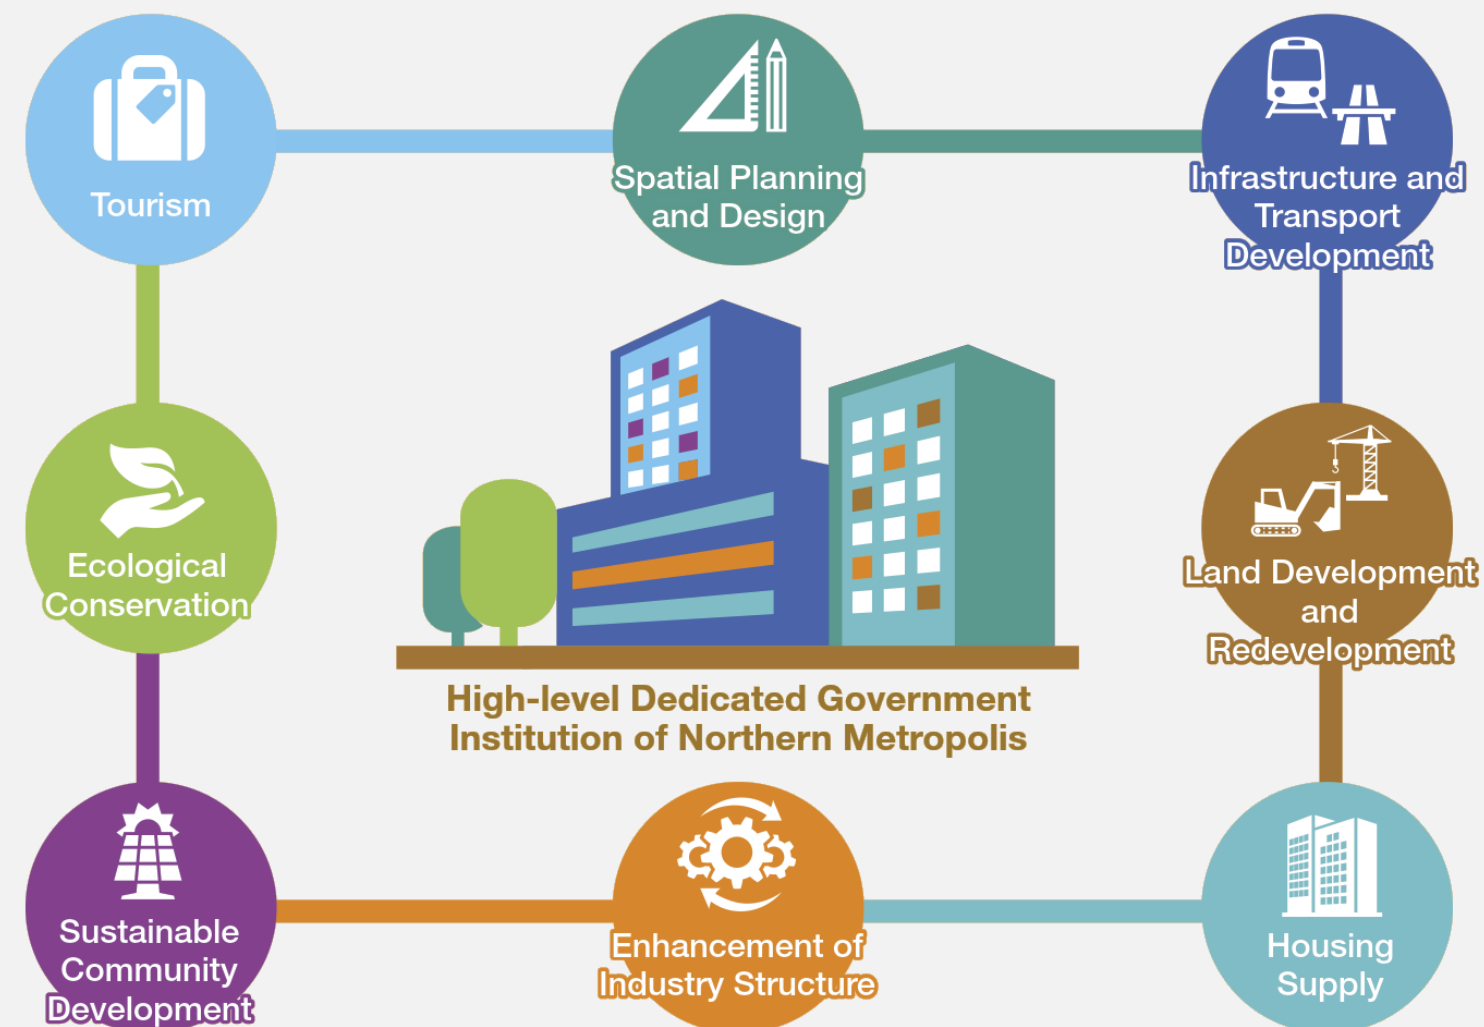 Tourism
Spatial Planning
and Design
Infrastructure and
Transport
Development
Ecological
Conservation
Land Development
and
Redevelopment
High-level Dedicated Government
Institution of Northern Metropolis
Sustainable
Community
Development
Enhancement of
Industry Structure
Housing
Supply